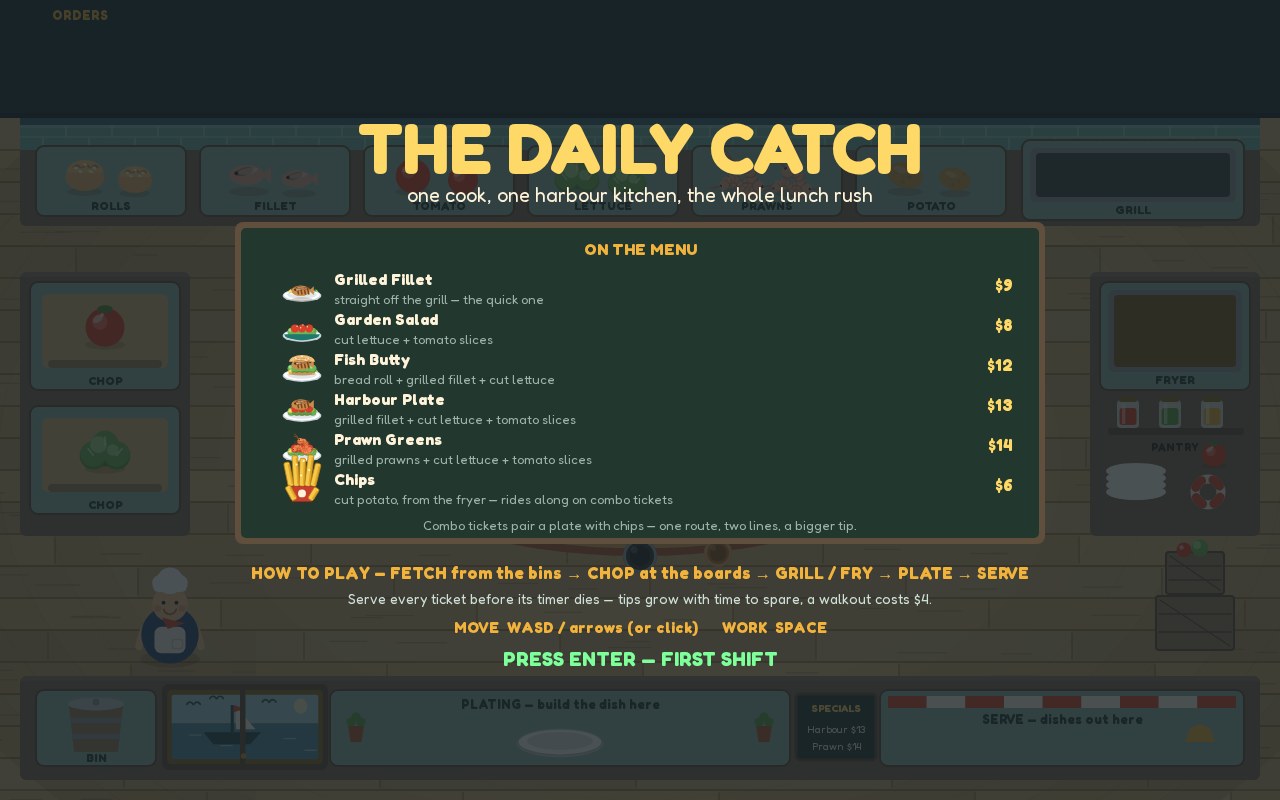 ORDERS
THE DAILY CATCH
one cook, one harbour kitchen, the whole lunch rush
ROLLS
FILLET
TOMATO
LETTUCE
PRAWNS
POTATO
GRILL
ON THE MENU
Grilled Fillet $9
straight off the grill – the quick one
Garden Salad $8
cut lettuce + tomato slices
Fish Butty $12
bread roll + grilled fillet + cut lettuce
Harbour Plate $13
grilled fillet + cut lettuce + tomato slices
Prawn Greens $14
grilled prawns + cut lettuce + tomato slices
Chips $6
cut potato, from the fryer – rides along on combo tickets
Combo tickets pair a plate with chips – one route, two lines, a bigger tip.
CHOP
CHOP
FRYER
PANTRY
HOW TO PLAY – FETCH from the bins → CHOP at the boards → GRILL / FRY → PLATE → SERVE
Serve every ticket before its timer dies – tips grow with time to spare, a walkout costs $4.
MOVE WASD / arrows (or click) WORK SPACE
PRESS ENTER – FIRST SHIFT
BIN
PLATING – build the dish here
SPECIALS
Harbour $13
Prawn $14
SERVE – dishes out here